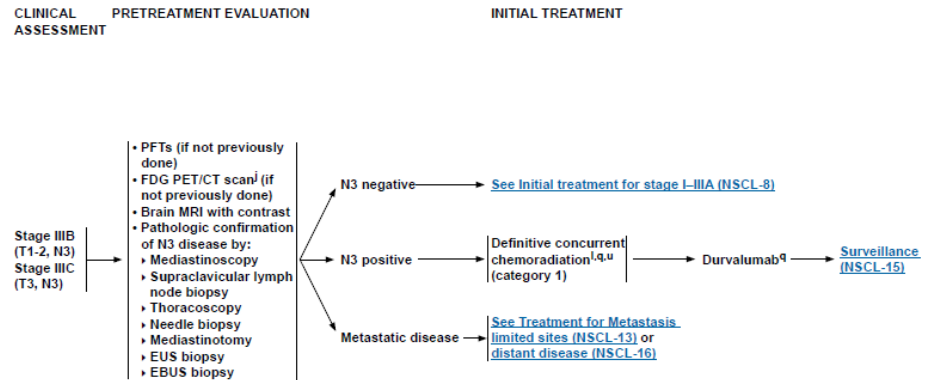 CLINICAL ASSESSMENT
PRETREATMENT EVALUATION
INITIAL TREATMENT
Stage IIIB
(T1-2, N3)
Stage IIIC
(T3, N3)
• PFTs (if not previously
done)
• FDG PET/CT scanʲ (if
not previously done)
• Brain MRI with contrast
• Pathologic confirmation
of N3 disease by:
‣ Mediastinoscopy
‣ Supraclavicular lymph
node biopsy
‣ Thoracoscopy
‣ Needle biopsy
‣ Mediastinotomy
‣ EUS biopsy
‣ EBUS biopsy
N3 negative
See Initial treatment for stage I–IIIA (NSCL-8)
N3 positive
Definitive concurrent
chemoradiationl,q,u
(category 1)
Durvalumabq
Surveillance
(NSCL-15)
Metastatic disease
See Treatment for Metastasis
limited sites (NSCL-13) or
distant disease (NSCL-16)